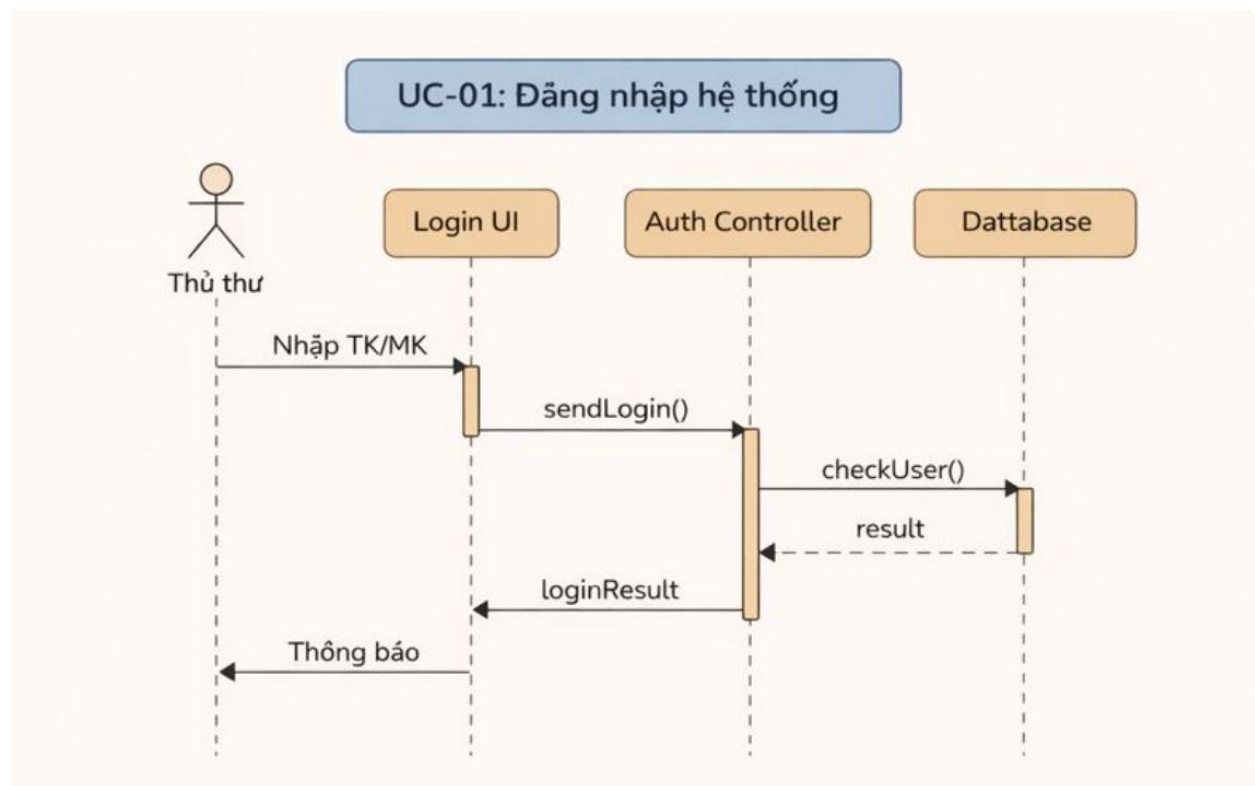 UC-01: Đăng nhập hệ thống
Login UI
Auth Controller
Dattabase
Thủ thư
Nhập TK/MK
sendLogin()
checkUser()
result
loginResult
Thông báo